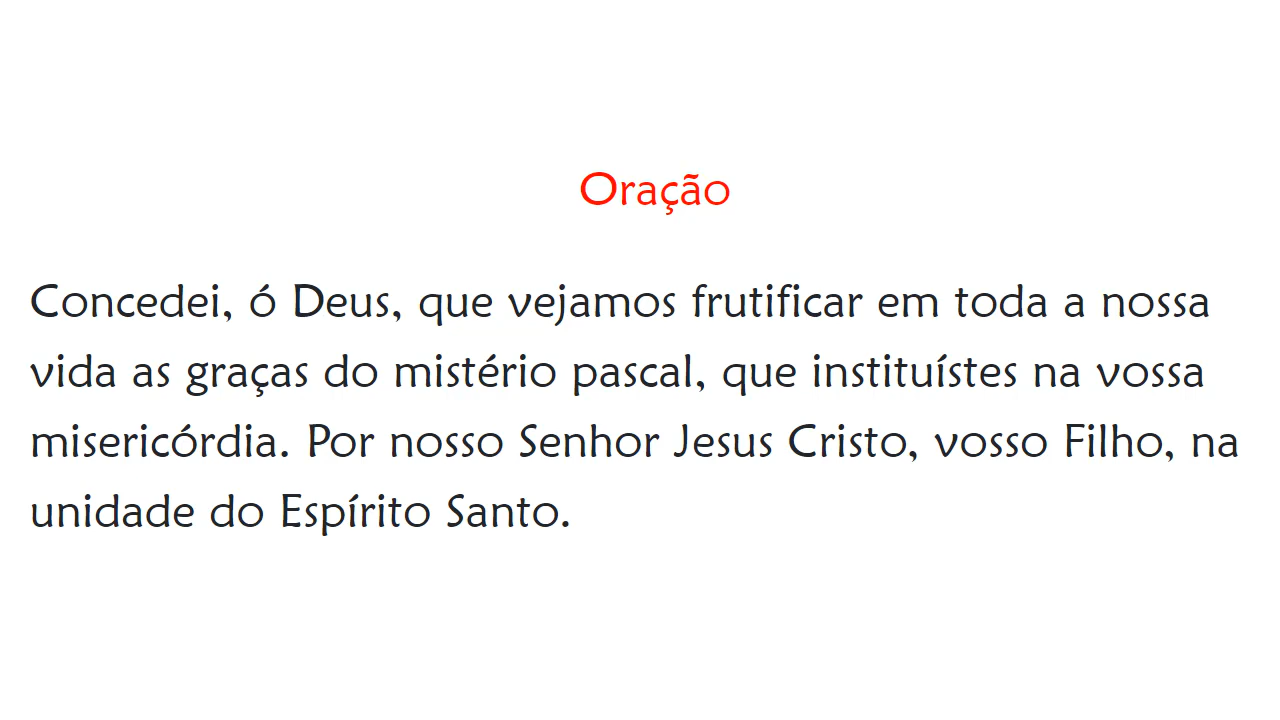 Oração
Concedei, ó Deus, que vejamos frutificar em toda a nossa
vida as graças do mistério pascal, que instituístes na vossa
misericórdia. Por nosso Senhor Jesus Cristo, vosso Filho, na
unidade do Espírito Santo.